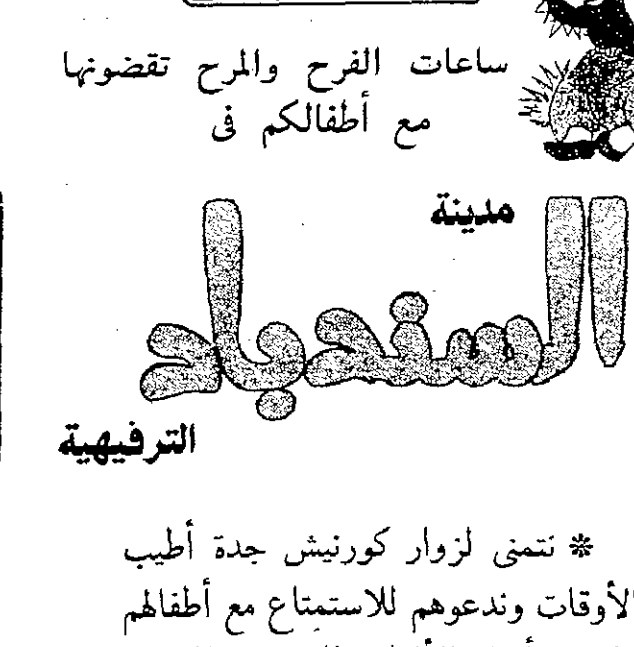 ساعات الفرح والمرح تقضونها
مع أطفالكم فى
مدينة
السندباد
الترفيهية
* نتمنى لزوار كورنيش جدة أطيب
الأوقات وندعوهم للاستمتاع مع أطفالهم